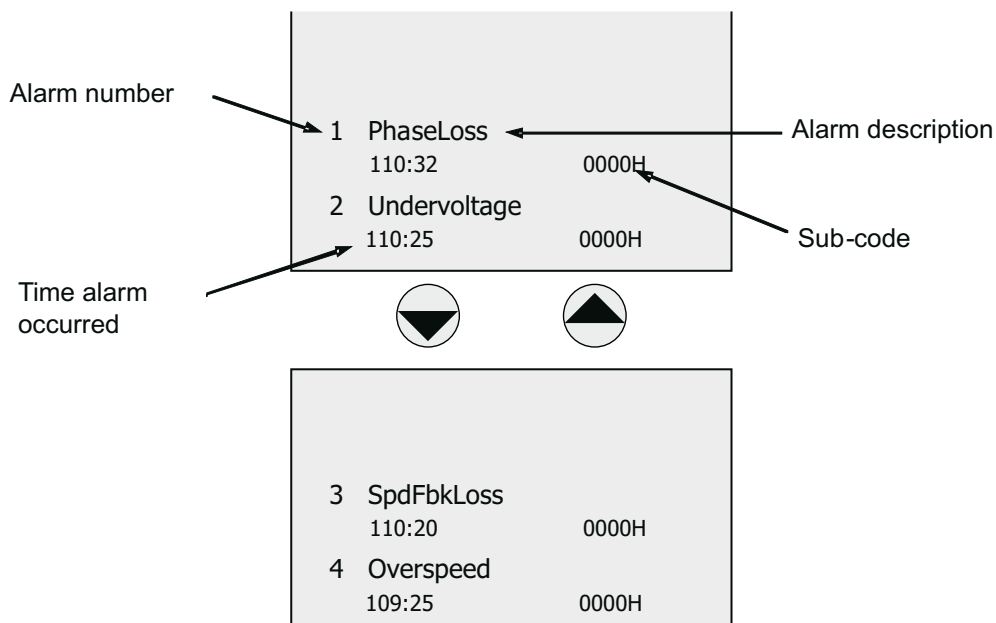 Alarm number
1 PhaseLoss
Alarm description
110:32 0000H
2 Undervoltage
110:25 0000H
Sub-code
Time alarm
occurred
3 SpdFbkLoss
110:20 0000H
4 Overspeed
109:25 0000H